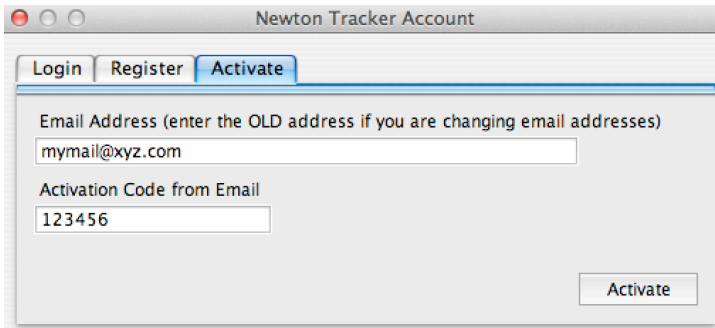 Newton Tracker Account
Login Register Activate
Email Address (enter the OLD address if you are changing email addresses)
mymail@xyz.com
Activation Code from Email
123456
Activate